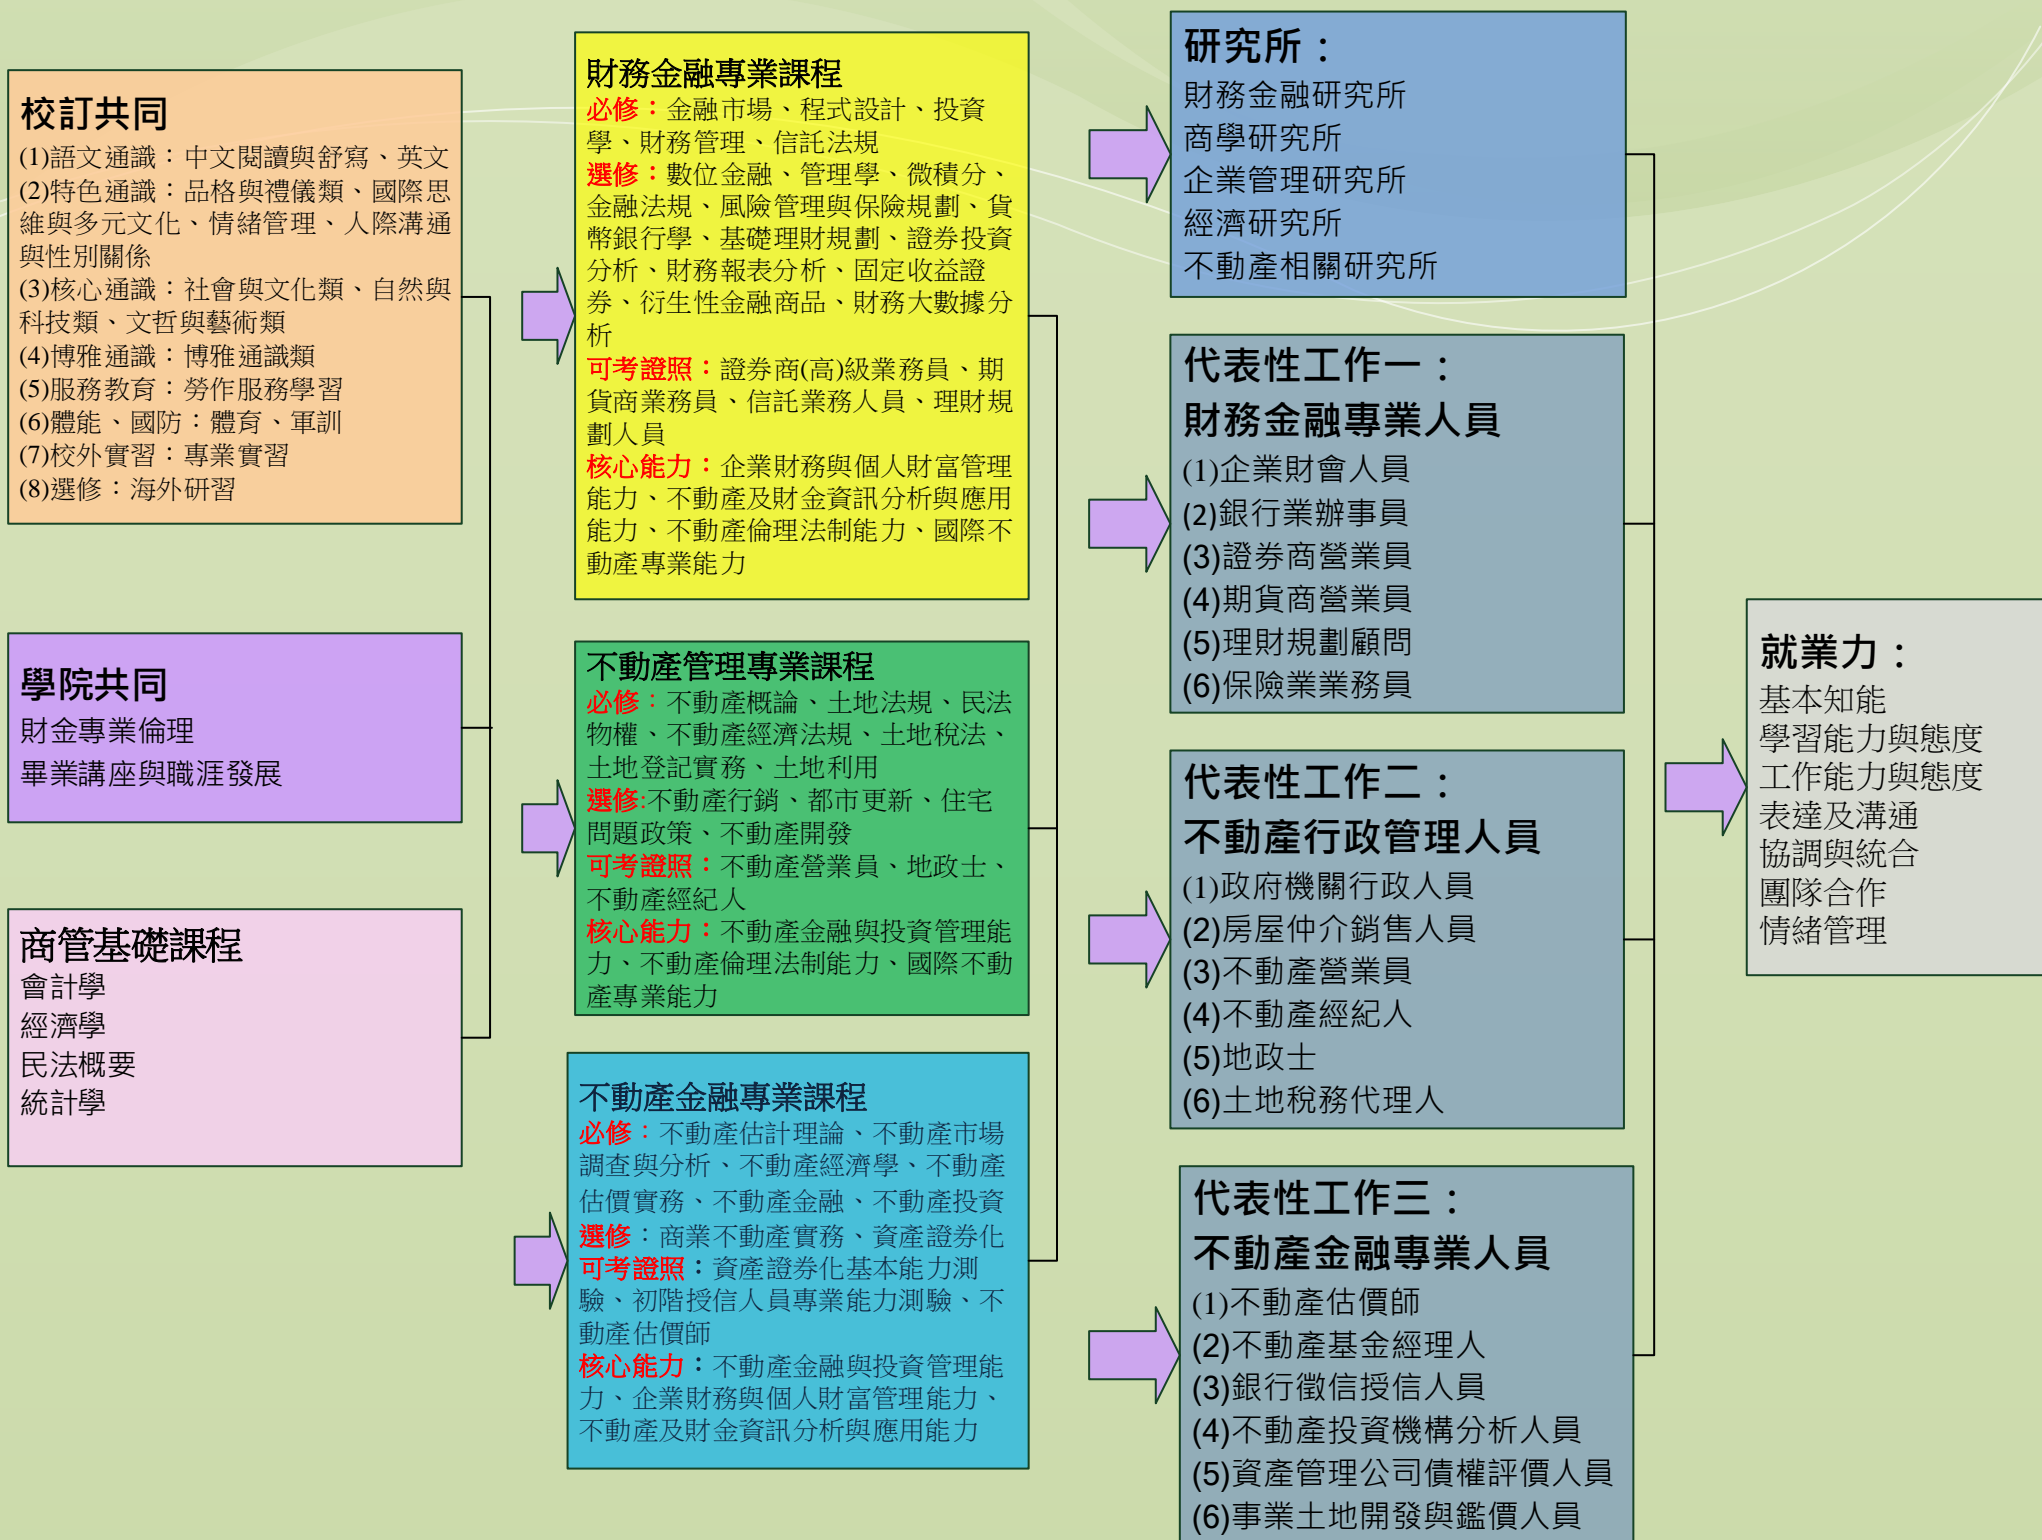 校訂共同
(1)語文通識：中文閱讀與舒寫、英文
(2)特色通識：品格與禮儀類、國際思
維與多元文化、情緒管理、人際溝通
與性別關係
(3)核心通識：社會與文化類、自然與
科技類、文哲與藝術類
(4)博雅通識：博雅通識類
(5)服務教育：勞作服務學習
(6)體能、國防：體育、軍訓
(7)校外實習：專業實習
(8)選修：海外研習
學院共同
財金專業倫理
畢業講座與職涯發展
商管基礎課程
會計學
經濟學
民法概要
統計學
財務金融專業課程
必修：金融市場、程式設計、投資
學、財務管理、信託法規
選修：數位金融、管理學、微積分、
金融法規、風險管理與保險規劃、貨
幣銀行學、基礎理財規劃、證券投資
分析、財務報表分析、固定收益證
券、衍生性金融商品、財務大數據分
析
可考證照：證券商(高)級業務員、期
貨商業務員、信託業務人員、理財規
劃人員
核心能力：企業財務與個人財富管理
能力、不動產及財金資訊分析與應用
能力、不動產倫理法制能力、國際不
動產專業能力
不動產管理專業課程
必修：不動產概論、土地法規、民法
物權、不動產經濟法規、土地稅法、
土地登記實務、土地利用
選修:不動產行銷、都市更新、住宅
問題政策、不動產開發
可考證照：不動產營業員、地政士、
不動產經紀人
核心能力：不動產金融與投資管理能
力、不動產倫理法制能力、國際不動
產專業能力
不動產金融專業課程
必修：不動產估計理論、不動產市場
調查與分析、不動產經濟學、不動產
估價實務、不動產金融、不動產投資
選修：商業不動產實務、資產證券化
可考證照：資產證券化基本能力測
驗、初階授信人員專業能力測驗、不
動產估價師
核心能力：不動產金融與投資管理能
力、企業財務與個人財富管理能力、
不動產及財金資訊分析與應用能力
研究所：
財務金融研究所
商學研究所
企業管理研究所
經濟研究所
不動產相關研究所
代表性工作一：
財務金融專業人員
(1)企業財會人員
(2)銀行業辦事員
(3)證券商營業員
(4)期貨商營業員
(5)理財規劃顧問
(6)保險業業務員
代表性工作二：
不動產行政管理人員
(1)政府機關行政人員
(2)房屋仲介銷售人員
(3)不動產營業員
(4)不動產經紀人
(5)地政士
(6)土地稅務代理人
代表性工作三：
不動產金融專業人員
(1)不動產估價師
(2)不動產基金經理人
(3)銀行徵信授信人員
(4)不動產投資機構分析人員
(5)資產管理公司債權評價人員
(6)事業土地開發與鑑價人員
就業力：
基本知能
學習能力與態度
工作能力與態度
表達及溝通
協調與統合
團隊合作
情緒管理